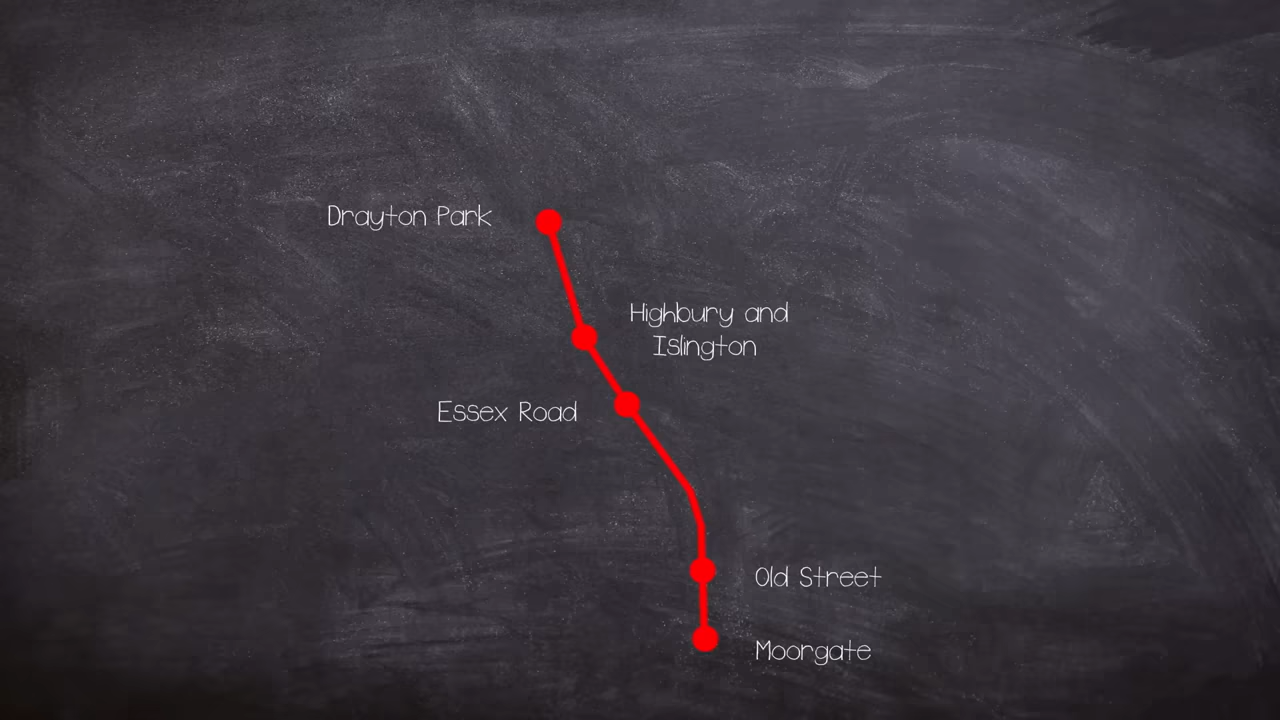 Drayton Park
Highbury and
Islington
Essex Road
Old Street
Moorgate